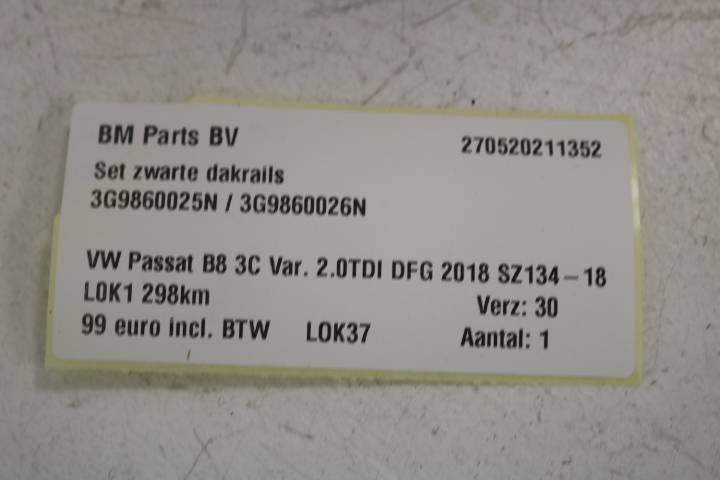 BM Parts BV 270520211352
Set zwarte dakrails
3G9860025N / 3G9860026N
VW Passat B8 3C Var. 2.0TDI DFG 2018 SZ134-18
L0K1 298km Verz: 30
99 euro incl. BTW LOK37 Aantal: 1